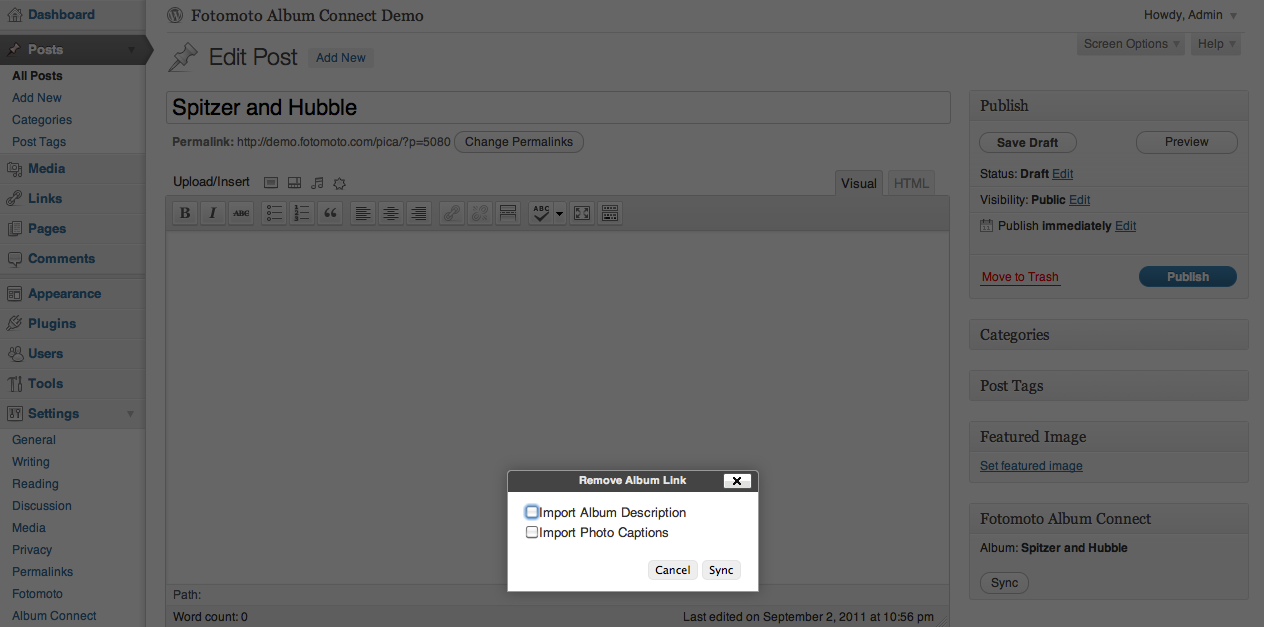 Dashboard
Posts
All Posts
Add New
Categories
Post Tags
Media
Links
Pages
Comments
Appearance
Plugins
Users
Tools
Settings
General
Writing
Reading
Discussion
Media
Privacy
Permalinks
Fotomoto
Album Connect
Fotomoto Album Connect Demo
Howdy, Admin
Screen Options
Help
Edit Post
Add New
Spitzer and Hubble
Permalink: http://demo.fotomoto.com/pica/?p=5080 Change Permalinks
Upload/Insert
Visual
HTML
B I ABC ABC
Path:
Word count: 0
Last edited on September 2, 2011 at 10:56 pm
Remove Album Link
Import Album Description
Import Photo Captions
Cancel Sync
Publish
Save Draft Preview
Status: Draft Edit
Visibility: Public Edit
Publish immediately Edit
Move to Trash Publish
Categories
Post Tags
Featured Image
Set featured image
Fotomoto Album Connect
Album: Spitzer and Hubble
Sync